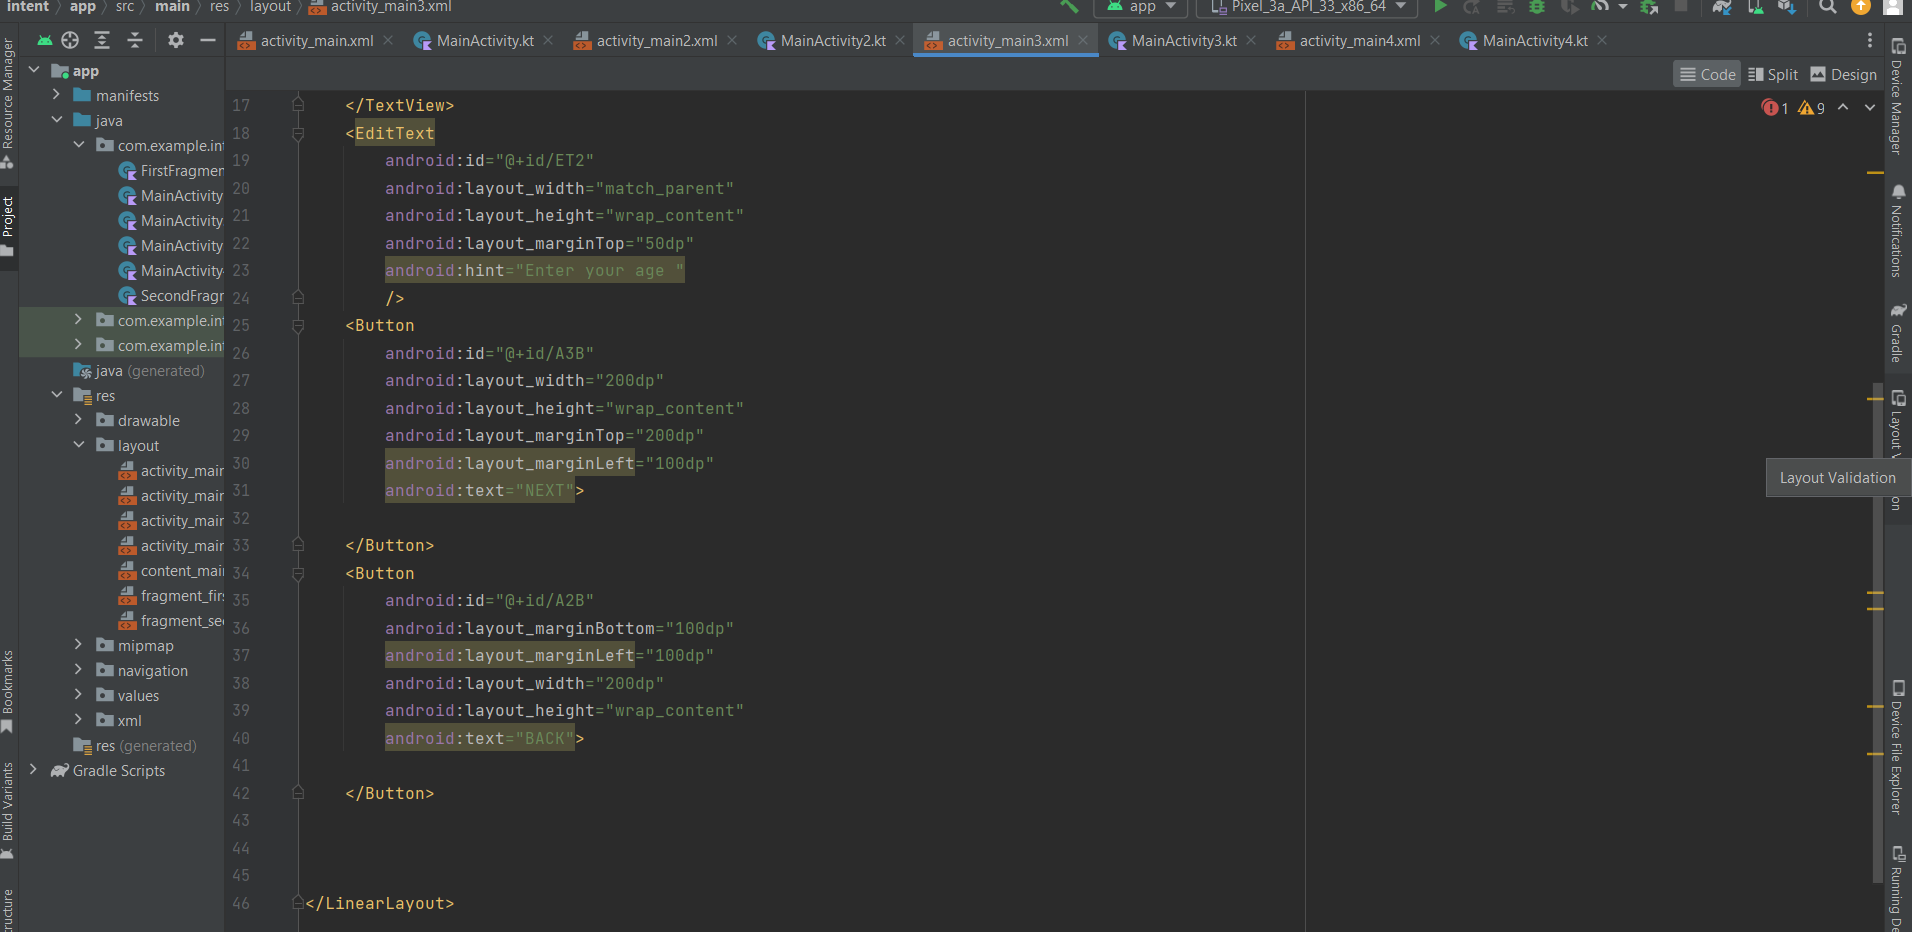 intent app src main res layout activity_main3.xml app Pixel_3a_API_33_x86_64
activity_main.xml MainActivity.kt activity_main2.xml MainActivity2.kt activity_main3.xml MainActivity3.kt activity_main4.xml MainActivity4.kt
Code Split Design
Resource Manager
Project
Bookmarks
Build Variants
app
manifests
java
com.example.int
FirstFragmen
MainActivity
MainActivity
MainActivity
MainActivity
SecondFragr
com.example.int
com.example.int
java (generated)
res
drawable
layout
activity_mair
activity_mair
activity_mair
activity_mair
content_mai
fragment_firs
fragment_se
mipmap
navigation
values
xml
res (generated)
Gradle Scripts
1 9
17 </TextView>
18 <EditText
19 android:id="@+id/ET2"
20 android:layout_width="match_parent"
21 android:layout_height="wrap_content"
22 android:layout_marginTop="50dp"
23 android:hint="Enter your age "
24 />
25 <Button
26 android:id="@+id/A3B"
27 android:layout_width="200dp"
28 android:layout_height="wrap_content"
29 android:layout_marginTop="200dp"
30 android:layout_marginLeft="100dp"
31 android:text="NEXT">
32
33 </Button>
34 <Button
35 android:id="@+id/A2B"
36 android:layout_marginBottom="100dp"
37 android:layout_marginLeft="100dp"
38 android:layout_width="200dp"
39 android:layout_height="wrap_content"
40 android:text="BACK">
41
42 </Button>
43
44
45
46 </LinearLayout>
Device Manager
Notifications
Gradle
Layout Validation
Device File Explorer
Running De